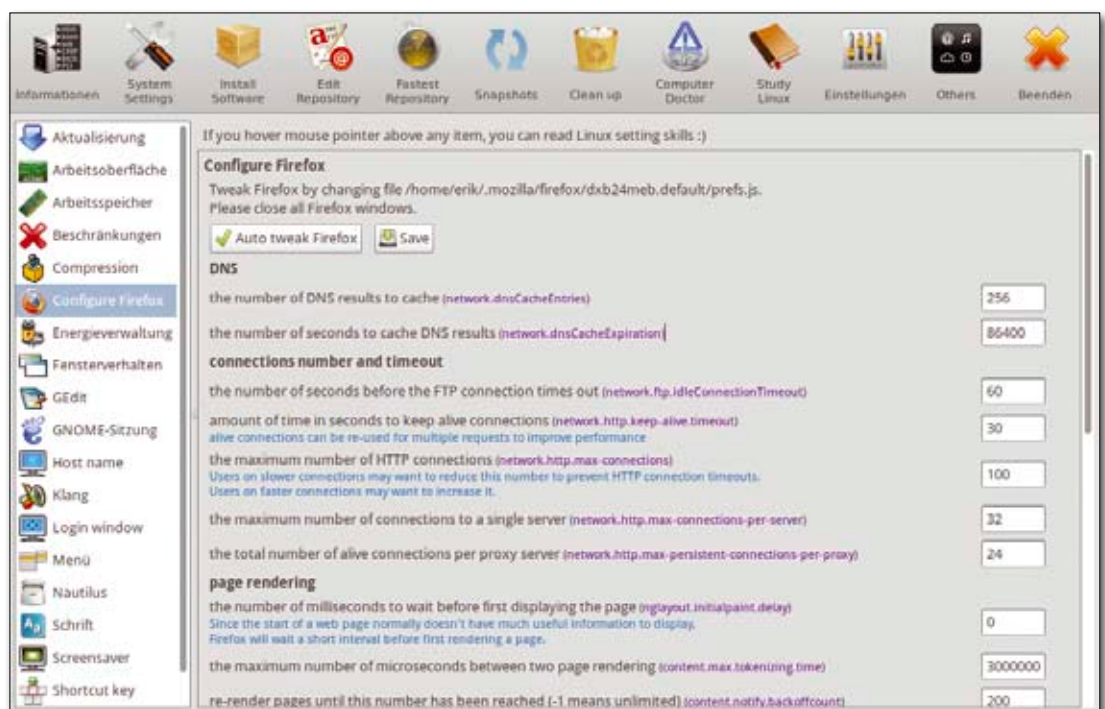 Informationen
System Settings
Install Software
Edit Repository
Fastest Repository
Snapshots
Clean up
Computer Doctor
Study Linux
Einstellungen
Others
Beenden
Aktualisierung
Arbeitsoberfläche
Arbeitsspeicher
Beschränkungen
Compression
Configure Firefox
Energieverwaltung
Fensterverhalten
GEdit
GNOME-Sitzung
Host name
Klang
Login window
Menü
Nautilus
Schrift
Screensaver
Shortcut key
If you hover mouse pointer above any item, you can read Linux setting skills :)
Configure Firefox
Tweak Firefox by changing file /home/erik/.mozilla/firefox/dxb24meb.default/prefs.js.
Please close all Firefox windows.
Auto tweak Firefox
Save
DNS
the number of DNS results to cache (network.dnsCacheEntries) 256
the number of seconds to cache DNS results (network.dnsCacheExpiration) 86400
connections number and timeout
the number of seconds before the FTP connection times out (network.ftp.idleConnectionTimeout) 60
amount of time in seconds to keep alive connections (network.http.keep-alive.timeout) 30
alive connections can be re-used for multiple requests to improve performance
the maximum number of HTTP connections (network.http.max-connections) 100
Users on slower connections may want to reduce this number to prevent HTTP connection timeouts.
Users on faster connections may want to increase it.
the maximum number of connections to a single server (network.http.max-connections-per-server) 32
the total number of alive connections per proxy server (network.http.max-persistent-connections-per-proxy) 24
page rendering
the number of milliseconds to wait before first displaying the page (nglayout.initialpaint.delay) 0
Since the start of a web page normally doesn't have much useful information to display,
Firefox will wait a short interval before first rendering a page.
the maximum number of microseconds between two page rendering (content.max.tokenizing.time) 3000000
re-render pages until this number has been reached (-1 means unlimited) (content.notify.backoffcount) 200